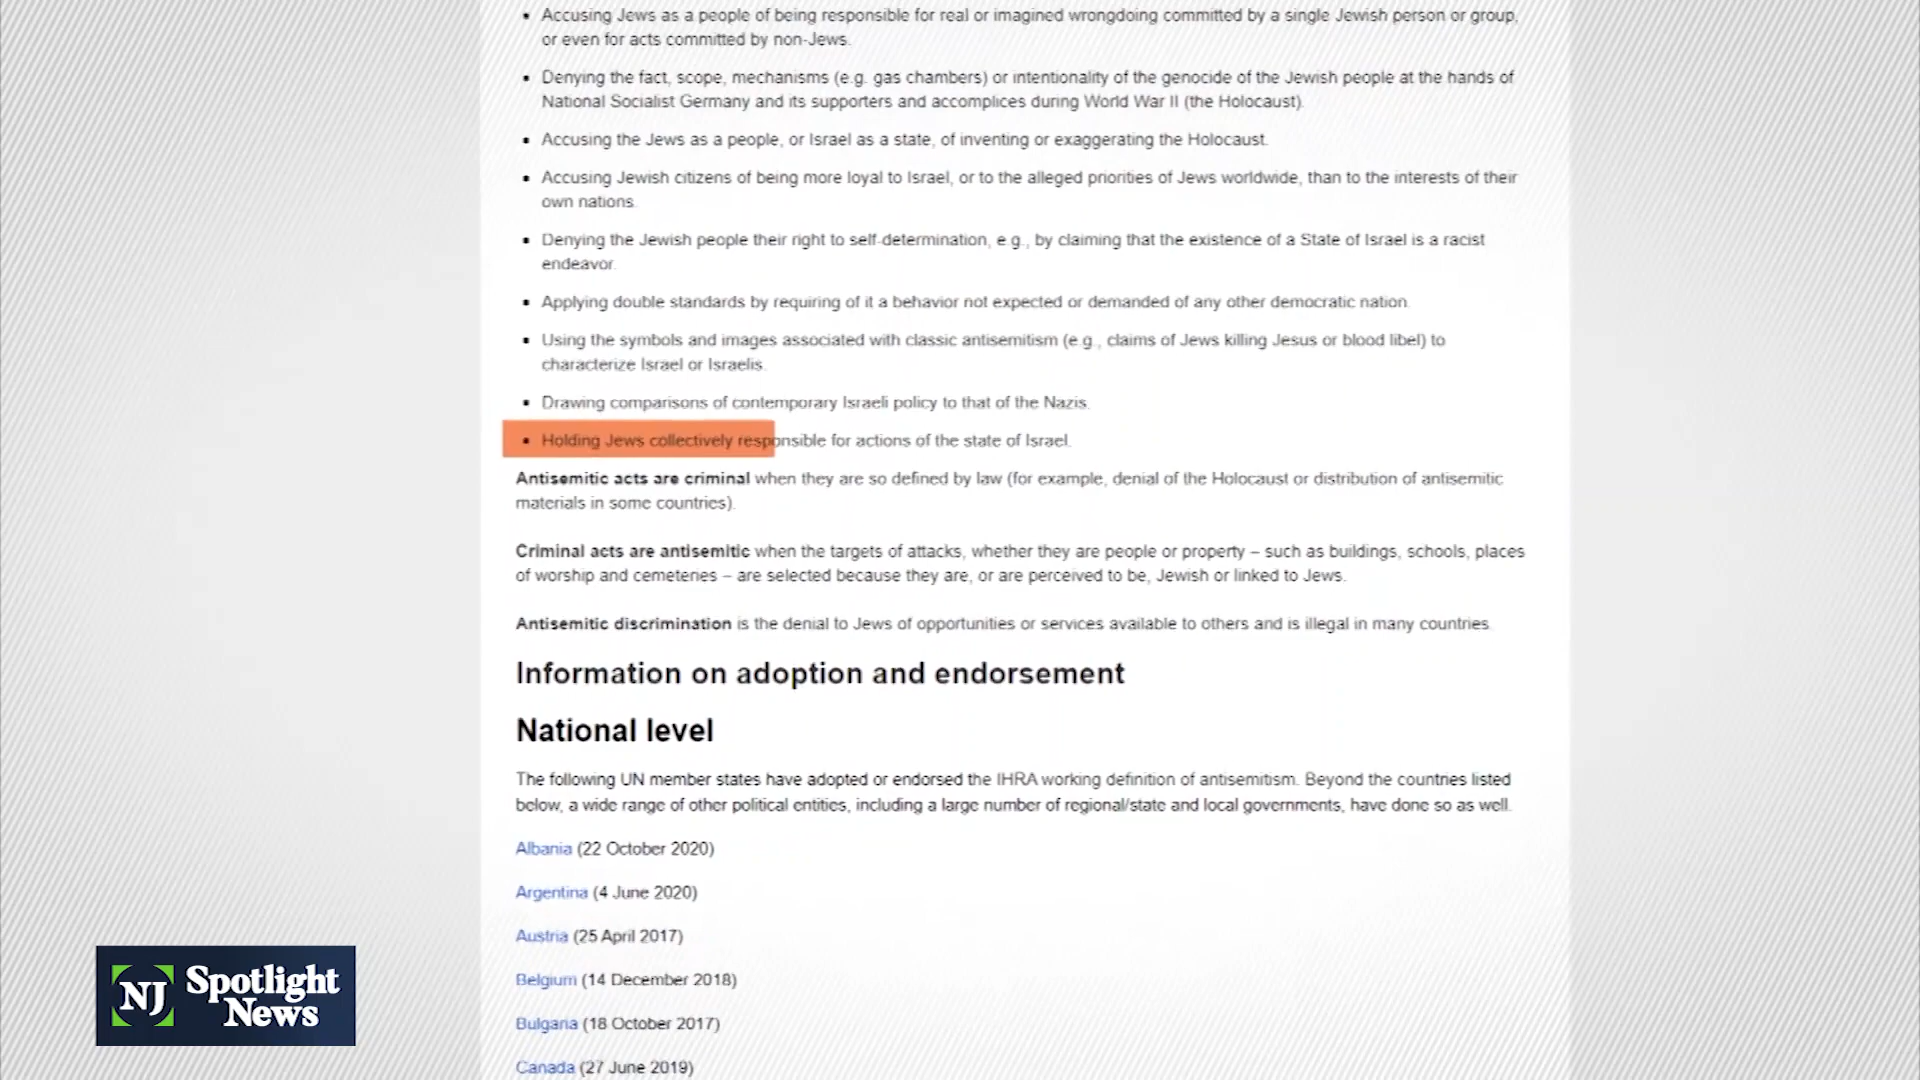 ▪ Accusing Jews as a people of being responsible for real or imagined wrongdoing committed by a single Jewish person or group,
or even for acts committed by non-Jews.
▪ Denying the fact, scope, mechanisms (e.g. gas chambers) or intentionality of the genocide of the Jewish people at the hands of
National Socialist Germany and its supporters and accomplices during World War II (the Holocaust).
▪ Accusing the Jews as a people, or Israel as a state, of inventing or exaggerating the Holocaust.
▪ Accusing Jewish citizens of being more loyal to Israel, or to the alleged priorities of Jews worldwide, than to the interests of their
own nations.
▪ Denying the Jewish people their right to self-determination, e.g., by claiming that the existence of a State of Israel is a racist
endeavor.
▪ Applying double standards by requiring of it a behavior not expected or demanded of any other democratic nation.
▪ Using the symbols and images associated with classic antisemitism (e.g., claims of Jews killing Jesus or blood libel) to
characterize Israel or Israelis.
▪ Drawing comparisons of contemporary Israeli policy to that of the Nazis.
▪ Holding Jews collectively responsible for actions of the state of Israel.
Antisemitic acts are criminal when they are so defined by law (for example, denial of the Holocaust or distribution of antisemitic
materials in some countries).
Criminal acts are antisemitic when the targets of attacks, whether they are people or property – such as buildings, schools, places
of worship and cemeteries – are selected because they are, or are perceived to be, Jewish or linked to Jews.
Antisemitic discrimination is the denial to Jews of opportunities or services available to others and is illegal in many countries.
Information on adoption and endorsement
National level
The following UN member states have adopted or endorsed the IHRA working definition of antisemitism. Beyond the countries listed
below, a wide range of other political entities, including a large number of regional/state and local governments, have done so as well.
Albania (22 October 2020)
Argentina (4 June 2020)
Austria (25 April 2017)
Belgium (14 December 2018)
Bulgaria (18 October 2017)
Canada (27 June 2019)
NJ Spotlight
News